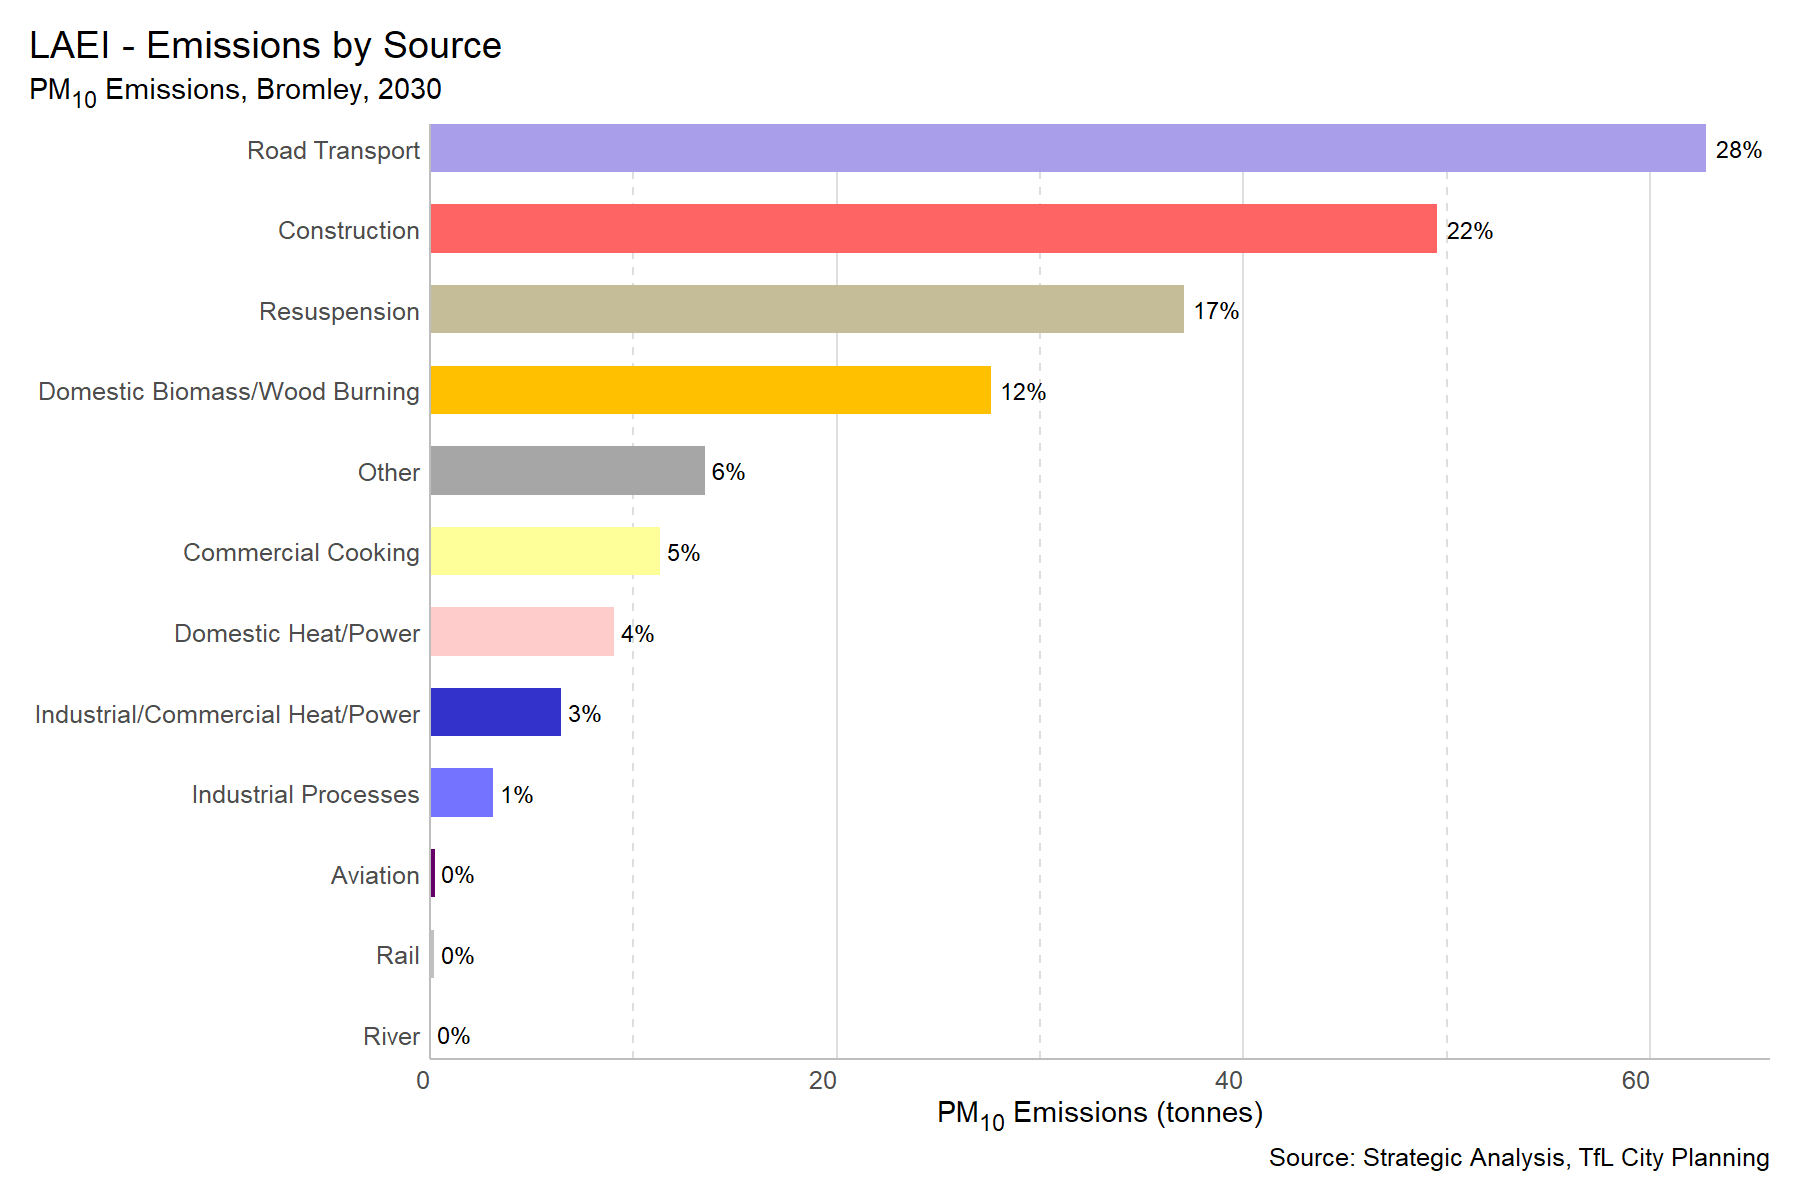 LAEI - Emissions by Source
PM10 Emissions, Bromley, 2030
Road Transport 28%
Construction 22%
Resuspension 17%
Domestic Biomass/Wood Burning 12%
Other 6%
Commercial Cooking 5%
Domestic Heat/Power 4%
Industrial/Commercial Heat/Power 3%
Industrial Processes 1%
Aviation 0%
Rail 0%
River 0%
0 20 40 60
PM10 Emissions (tonnes)
Source: Strategic Analysis, TfL City Planning